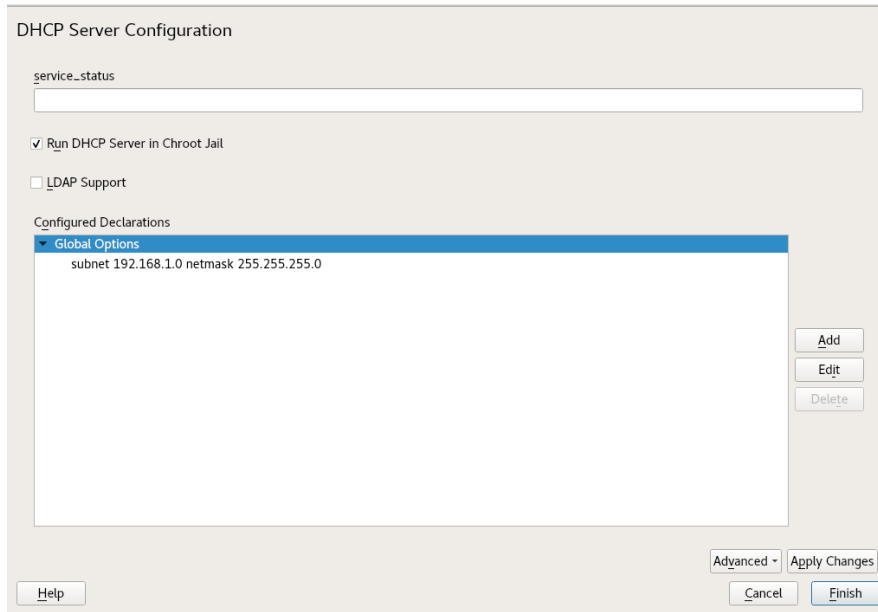 DHCP Server Configuration
service_status
Run DHCP Server in Chroot Jail
LDAP Support
Configured Declarations
Global Options
subnet 192.168.1.0 netmask 255.255.255.0
Add
Edit
Delete
Advanced Apply Changes
Help Cancel Finish